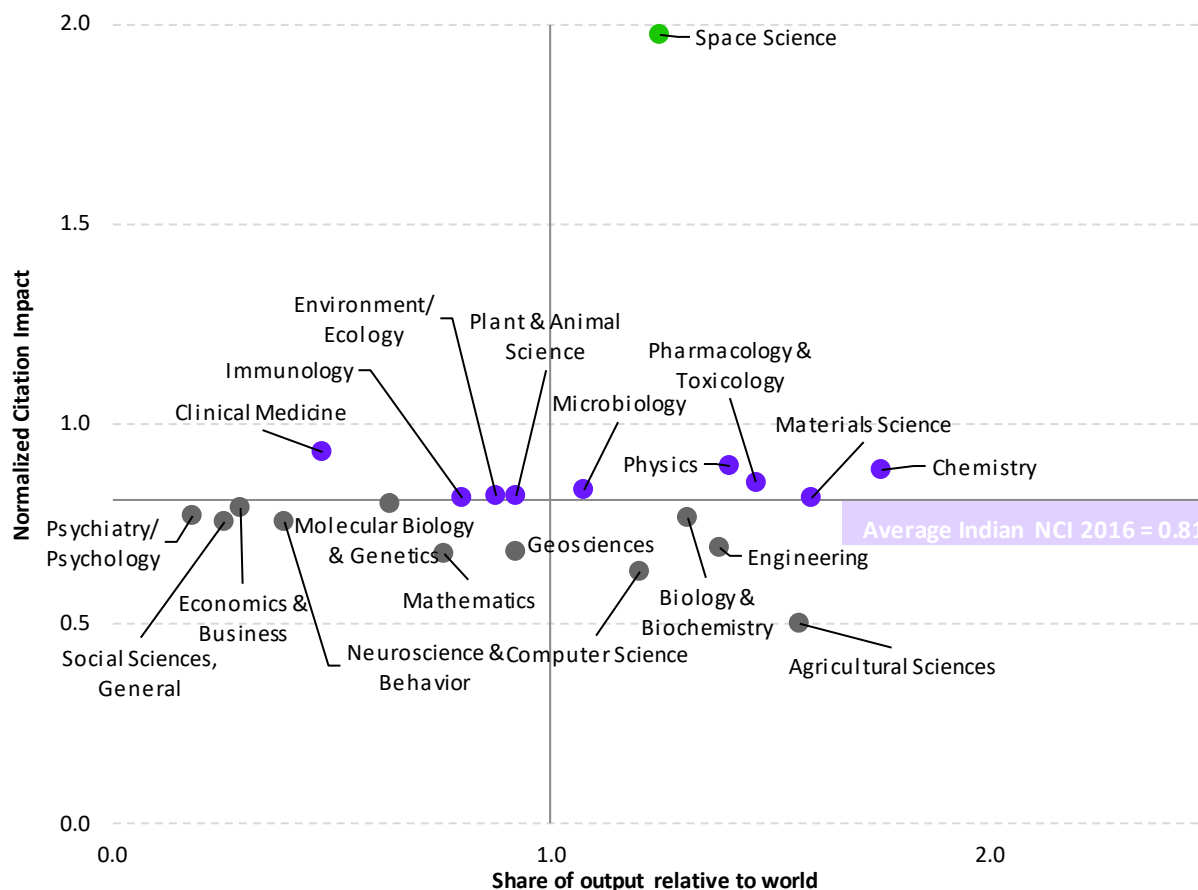 2.0
Space Science
1.5
Normalized Citation Impact
Environment/
Ecology
Plant & Animal
Science
Immunology
Pharmacology &
Toxicology
Clinical Medicine
Microbiology
1.0
Materials Science
Physics
Chemistry
Psychiatry/
Psychology
Molecular Biology
& Genetics
Geosciences
Average Indian NCI 2016 = 0.81
Engineering
Economics &
Business
Mathematics
Biology &
Biochemistry
0.5
Social Sciences,
General
Neuroscience &
Behavior
Computer Science
Agricultural Sciences
0.0
0.0
1.0
2.0
Share of output relative to world